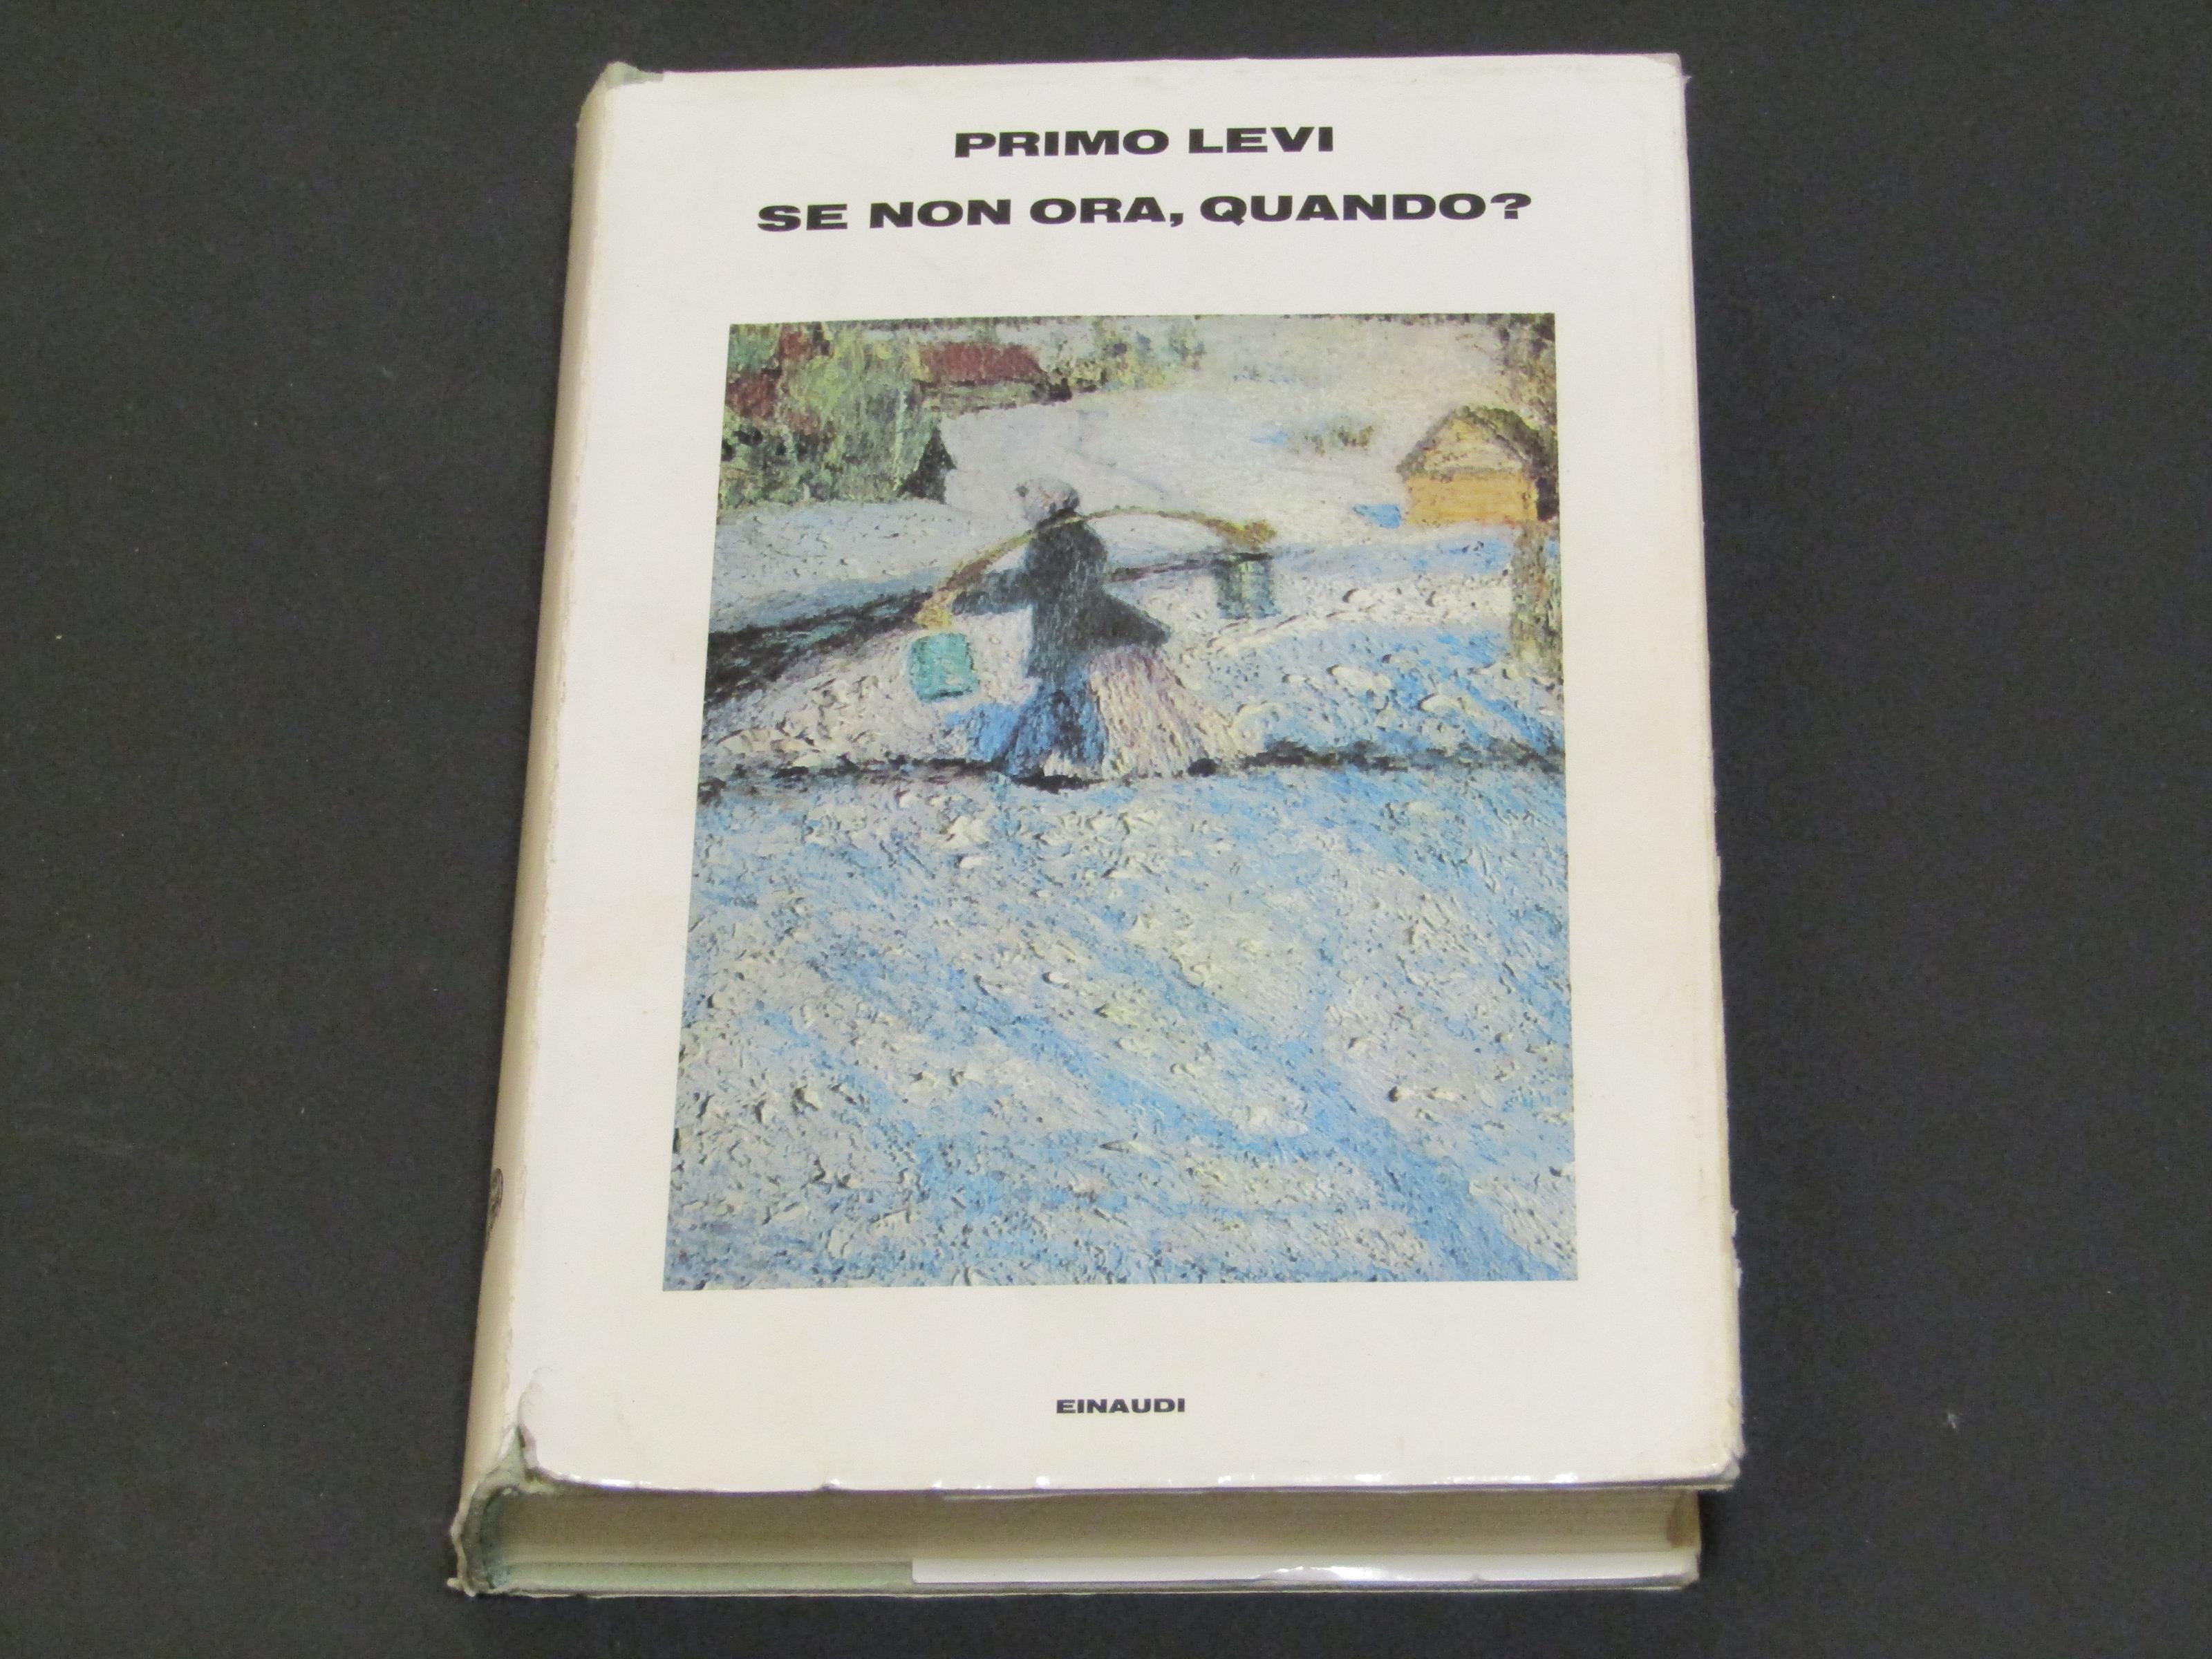 PRIMO LEVI
SE NON ORA, QUANDO?
EINAUDI